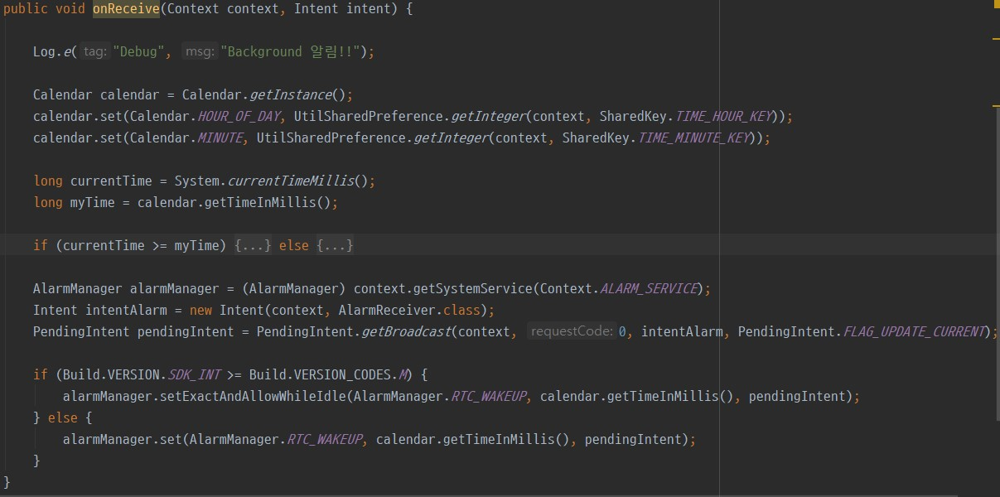 public void onReceive(Context context, Intent intent) {
Log.e( tag: "Debug", msg: "Background 알림!!");
Calendar calendar = Calendar.getInstance();
calendar.set(Calendar.HOUR_OF_DAY, UtilSharedPreference.getInteger(context, SharedKey.TIME_HOUR_KEY));
calendar.set(Calendar.MINUTE, UtilSharedPreference.getInteger(context, SharedKey.TIME_MINUTE_KEY));
long currentTime = System.currentTimeMillis();
long myTime = calendar.getTimeInMillis();
if (currentTime >= myTime) {...} else {...}
AlarmManager alarmManager = (AlarmManager) context.getSystemService(Context.ALARM_SERVICE);
Intent intentAlarm = new Intent(context, AlarmReceiver.class);
PendingIntent pendingIntent = PendingIntent.getBroadcast(context, requestCode: 0, intentAlarm, PendingIntent.FLAG_UPDATE_CURRENT);
if (Build.VERSION.SDK_INT >= Build.VERSION_CODES.M) {
alarmManager.setExactAndAllowWhileIdle(AlarmManager.RTC_WAKEUP, calendar.getTimeInMillis(), pendingIntent);
} else {
alarmManager.set(AlarmManager.RTC_WAKEUP, calendar.getTimeInMillis(), pendingIntent);
}
}